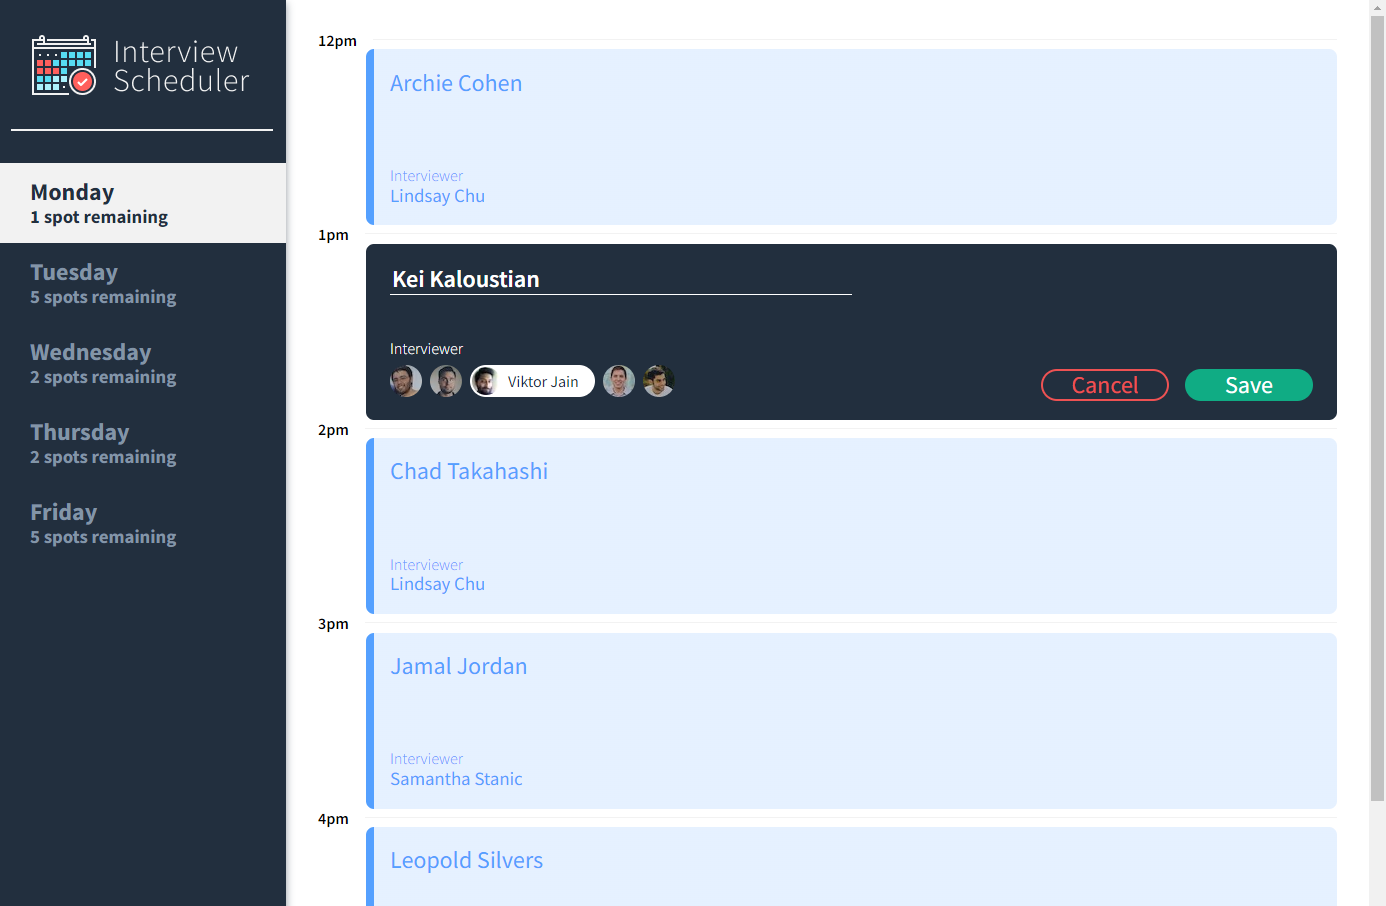 Interview
Scheduler
Monday
1 spot remaining
Tuesday
5 spots remaining
Wednesday
2 spots remaining
Thursday
2 spots remaining
Friday
5 spots remaining
12pm
Archie Cohen
Interviewer
Lindsay Chu
1pm
Kei Kaloustian
Interviewer
Viktor Jain
Cancel
Save
2pm
Chad Takahashi
Interviewer
Lindsay Chu
3pm
Jamal Jordan
Interviewer
Samantha Stanic
4pm
Leopold Silvers